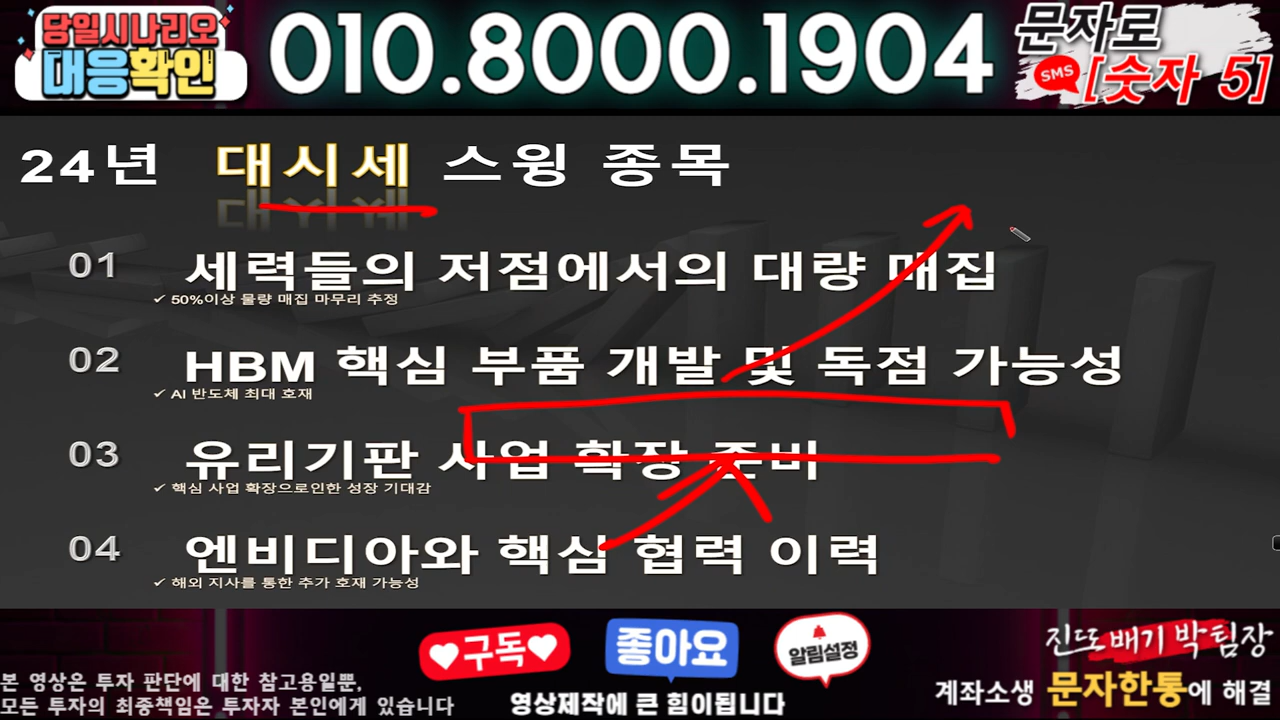 당일시나리오
대응확인
010.8000.1904
문자로
SMS
[숫자 5]
24년 대시세 스윙 종목
01 세력들의 저점에서의 대량 매집
✓ 50%이상 물량 매집 마무리 추정
02 HBM 핵심 부품 개발 및 독점 가능성
✓ AI 반도체 최대 호재
03 유리기판 사업 확장 준비
✓ 핵심 사업 확장으로인한 성장 기대감
04 엔비디아와 핵심 협력 이력
✓ 해외 지사를 통한 추가 호재 가능성
구독
좋아요
알림설정
영상제작에 큰 힘이됩니다
본 영상은 투자 판단에 대한 참고용일뿐,
모든 투자의 최종책임은 투자자 본인에게 있습니다
진또배기 박팀장
계좌소생 문자한통에 해결